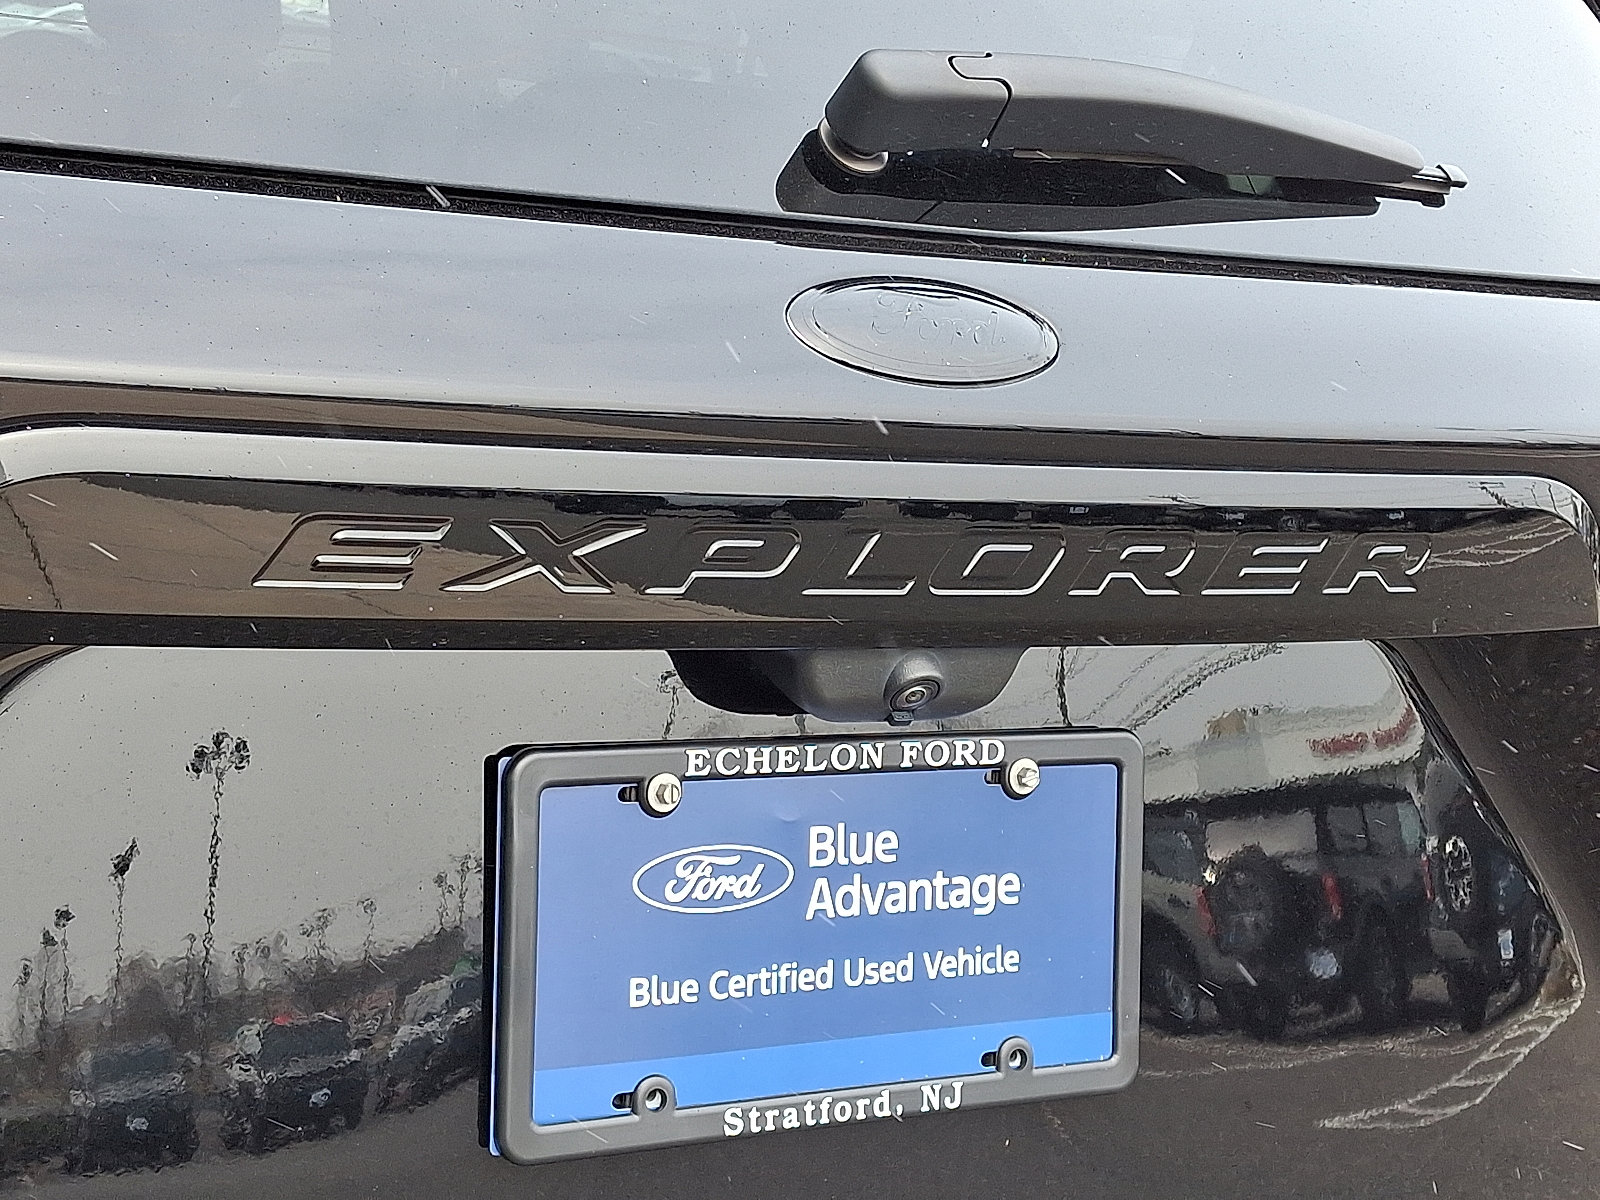 Ford
EXPLORER
ECHELON FORD
Ford
Blue
Advantage
Blue Certified Used Vehicle
Stratford, NJ